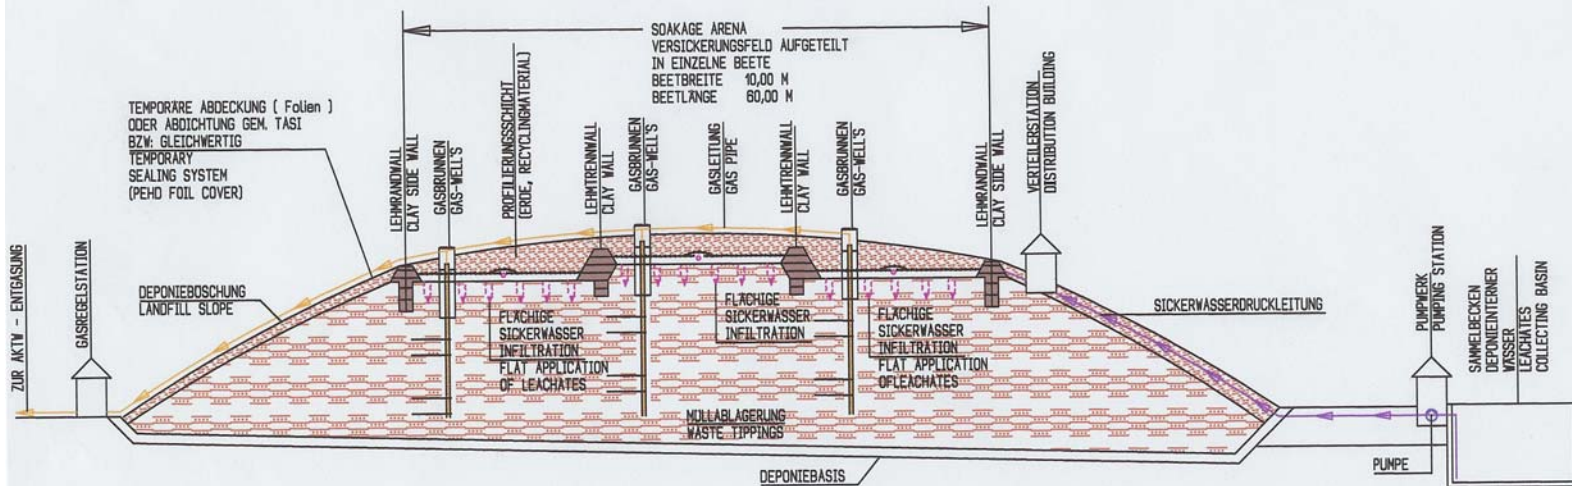 SOAKAGE ARENA
VERSICKERUNGSFELD AUFGETEILT
IN EINZELNE BEETE
BEETBREITE 10,00 M
BEETLÄNGE 60,00 M
TEMPORÄRE ABDECKUNG ( Folien )
ODER ABDICHTUNG GEM. TASI
BZW: GLEICHWERTIG
TEMPORARY
SEALING SYSTEM
(PEHD FOIL COVER)
LEHMRANDWALL
CLAY SIDE WALL
GASBRUNNEN
GAS-WELL'S
PROFILIERUNGSSCHICHT
(ERDE, RECYCLINGMATERIAL)
LEHMTRENNWALL
CLAY WALL
GASBRUNNEN
GAS-WELL'S
GASLEITUNG
GAS PIPE
LEHMTRENNWALL
CLAY WALL
GASBRUNNEN
GAS-WELL'S
LEHMRANDWALL
CLAY SIDE WALL
VERTEILERSTATION
DISTRIBUTION BUILDING
ZUR AKTIV - ENTGASUNG
GASREGELSTATION
DEPONIEBÖSCHUNG
LANDFILL SLOPE
FLÄCHIGE
SICKERWASSER
INFILTRATION
FLAT APPLICATION
OF LEACHATES
FLÄCHIGE
SICKERWASSER
INFILTRATION
FLÄCHIGE
SICKERWASSER
INFILTRATION
FLAT APPLICATION
OFLEACHATES
SICKERWASSERDRUCKLEITUNG
PUMPWERK
PUMPING STATION
SAMMELBECKEN
DEPONIEINTERNER
WASSER
LEACHATES
COLLECTING BASIN
MÜLLABLAGERUNG
WASTE TIPPINGS
DEPONIEBASIS
PUMPE